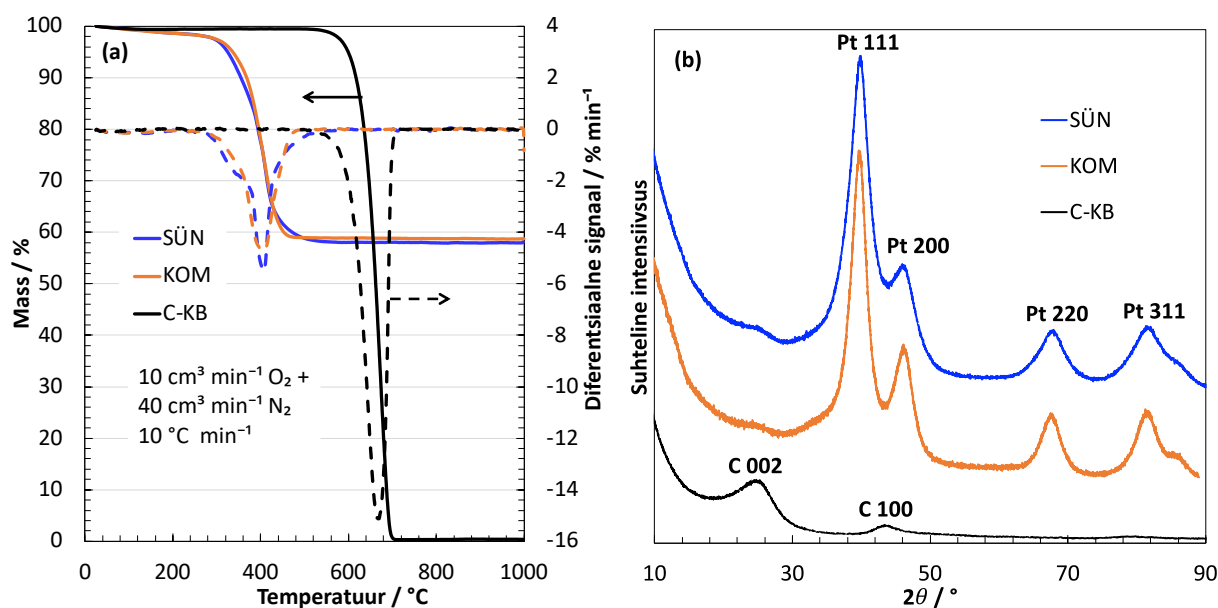 (a)
100
90
80
70
60
50
40
30
20
10
0
Mass / %
4
2
0
-2
-4
-6
-8
-10
-12
-14
-16
Diferentsiaalne signaal / % min⁻¹
SÜN
KOM
C-KB
10 cm³ min⁻¹ O₂ +
40 cm³ min⁻¹ N₂
10 °C min⁻¹
0 200 400 600 800 1000
Temperatuur / °C
(b)
Suhteline intensiivsus
Pt 111
Pt 200
Pt 220
Pt 311
SÜN
KOM
C-KB
C 002
C 100
10 30 50 70 90
2θ / °